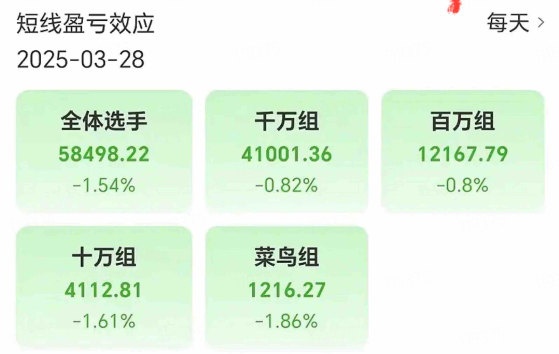 短线盈亏效应
每天 >
2025-03-28
全体选手
58498.22
-1.54%
千万组
41001.36
-0.82%
百万组
12167.79
-0.8%
十万组
4112.81
-1.61%
菜鸟组
1216.27
-1.86%